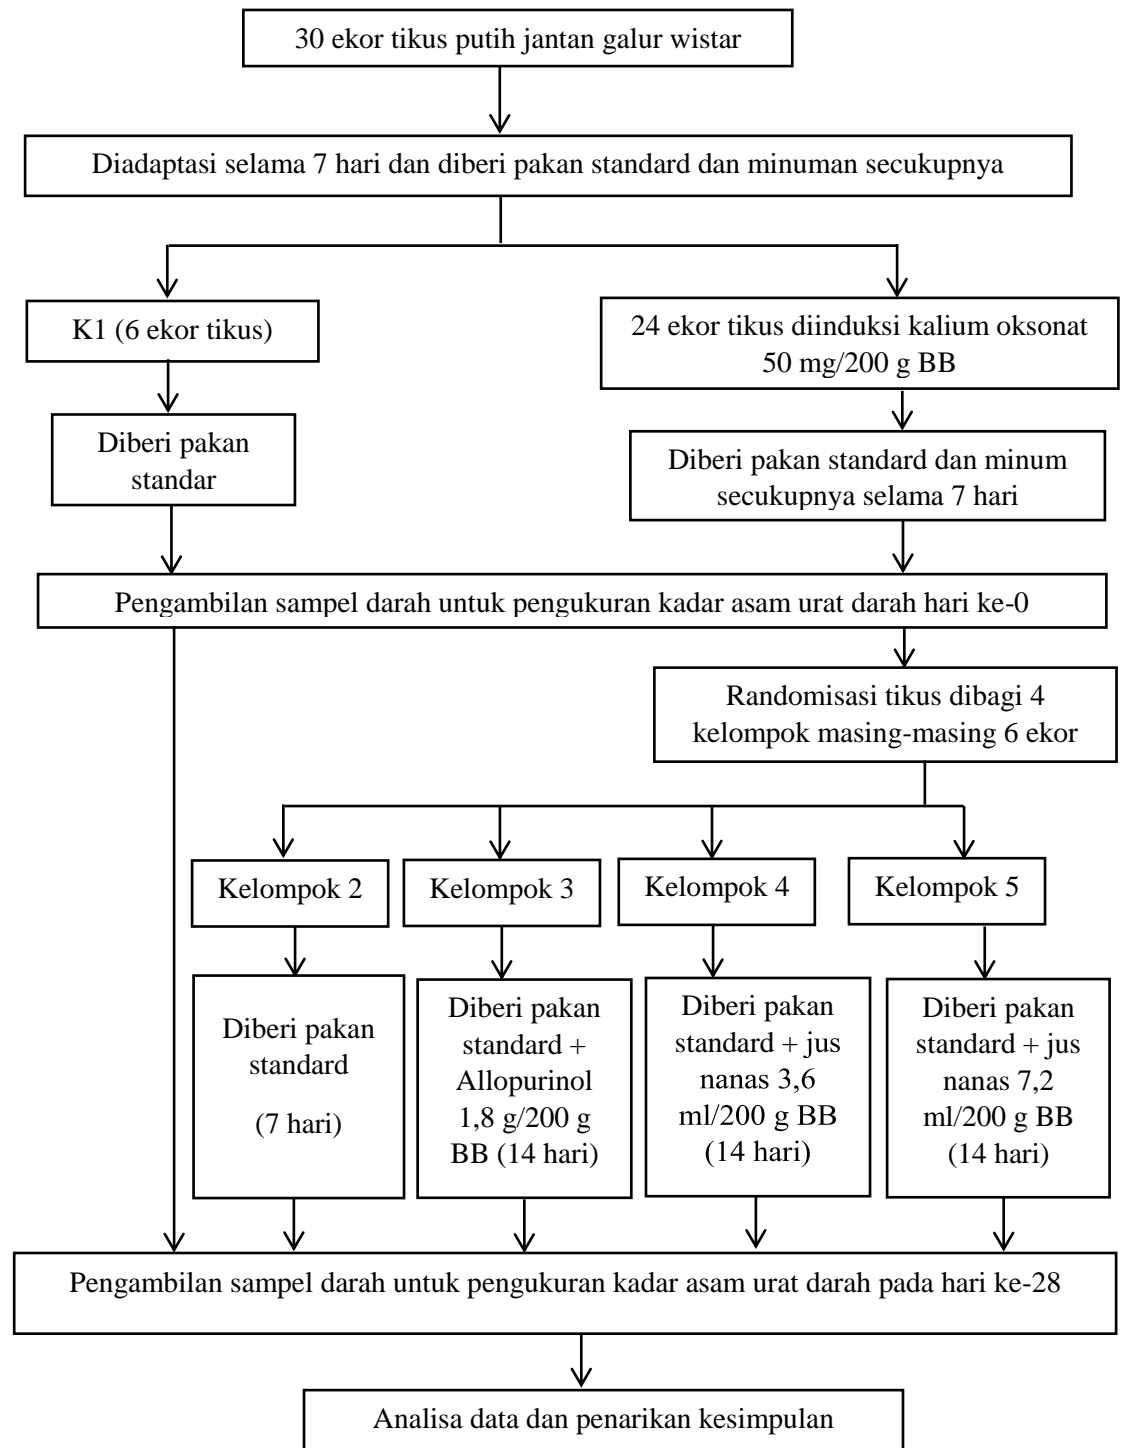 30 ekor tikus putih jantan galur wistar
Diadaptasi selama 7 hari dan diberi pakan standard dan minuman secukupnya
K1 (6 ekor tikus)
24 ekor tikus diinduksi kalium oksonat
50 mg/200 g BB
Diberi pakan
standar
Diberi pakan standard dan minum
secukupnya selama 7 hari
Pengambilan sampel darah untuk pengukuran kadar asam urat darah hari ke-0
Randomisasi tikus dibagi 4
kelompok masing-masing 6 ekor
Kelompok 2
Kelompok 3
Kelompok 4
Kelompok 5
Diberi pakan
standard
(7 hari)
Diberi pakan
standard +
Allopurinol
1,8 g/200 g
BB (14 hari)
Diberi pakan
standard + jus
nanas 3,6
ml/200 g BB
(14 hari)
Diberi pakan
standard + jus
nanas 7,2
ml/200 g BB
(14 hari)
Pengambilan sampel darah untuk pengukuran kadar asam urat darah pada hari ke-28
Analisa data dan penarikan kesimpulan